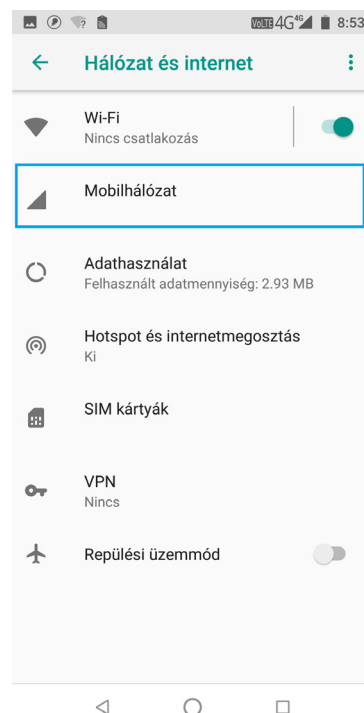 VoLTE 4G 4G 8:53
Hálózat és internet
Wi-Fi
Nincs csatlakozás
Mobilhálózat
Adathasználat
Felhasznált adatmennyiség: 2.93 MB
Hotspot és internetmegosztás
Ki
SIM kártyák
VPN
Nincs
Repülési üzemmód